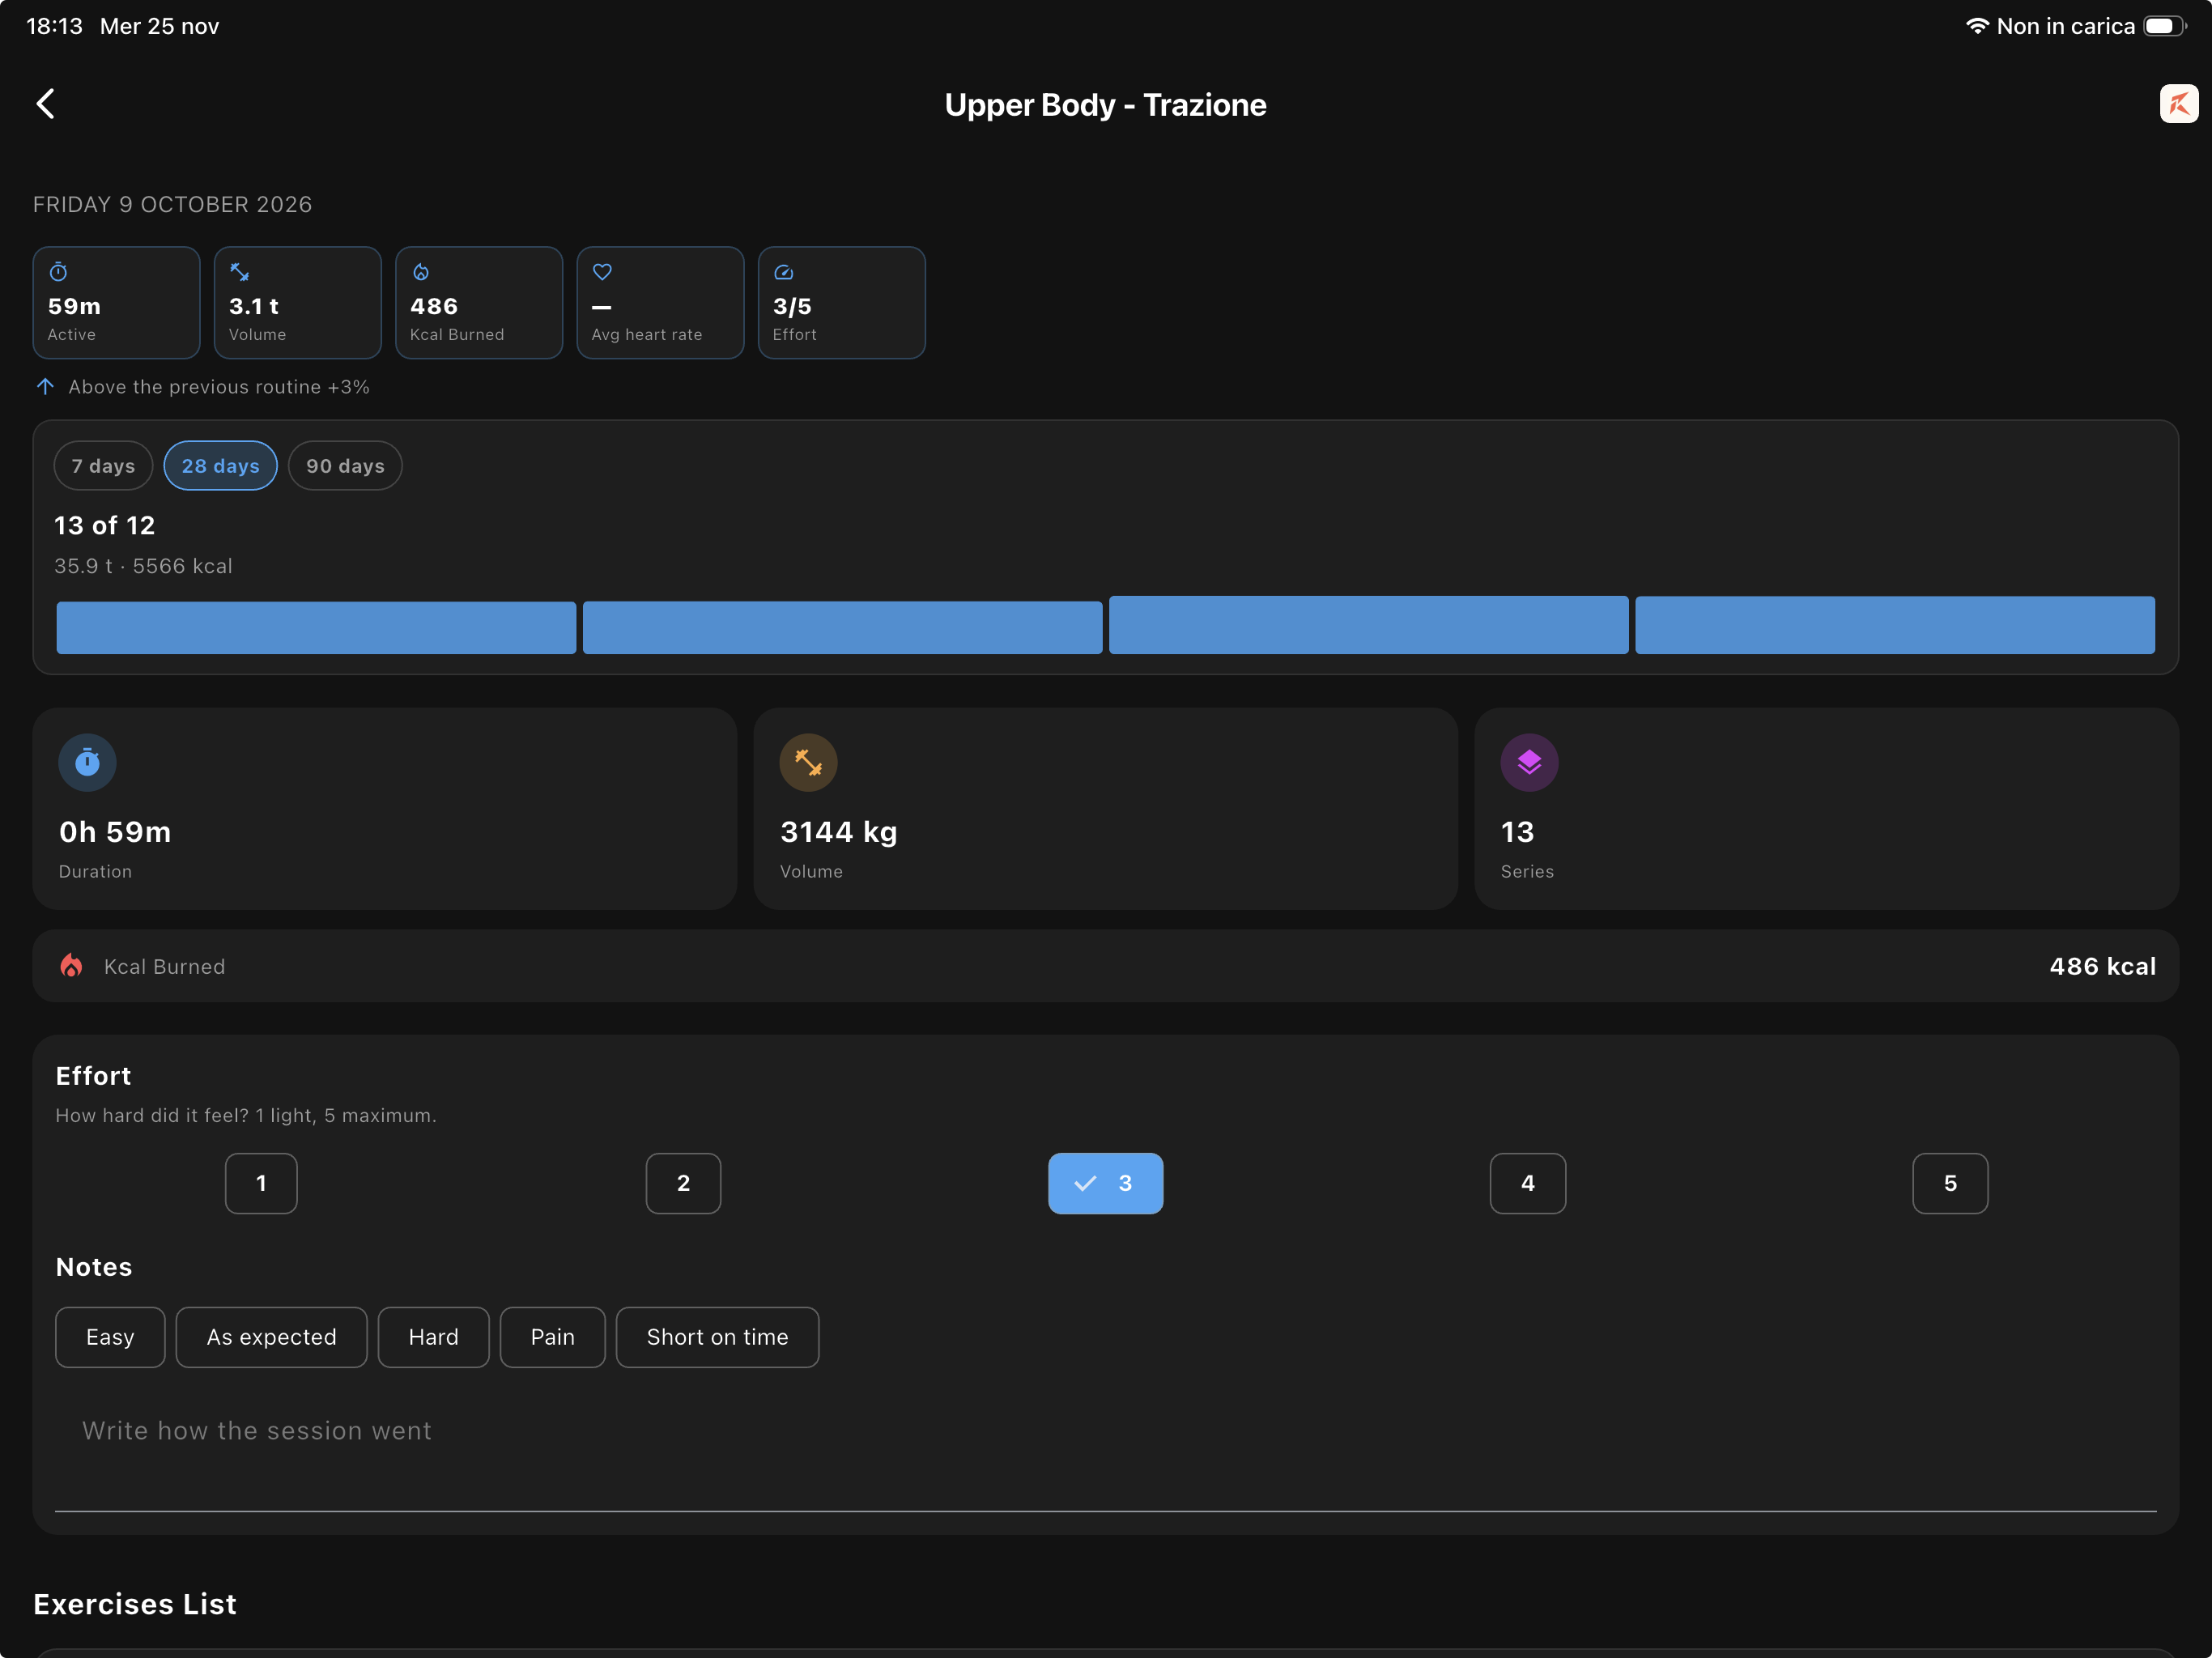 18:13 Mer 25 nov
Non in carica
Upper Body - Trazione
FRIDAY 9 OCTOBER 2026
59m
Active
3.1 t
Volume
486
Kcal Burned
—
Avg heart rate
3/5
Effort
Above the previous routine +3%
7 days
28 days
90 days
13 of 12
35.9 t · 5566 kcal
0h 59m
Duration
3144 kg
Volume
13
Series
Kcal Burned
486 kcal
Effort
How hard did it feel? 1 light, 5 maximum.
1
2
3
4
5
Notes
Easy
As expected
Hard
Pain
Short on time
Write how the session went
Exercises List